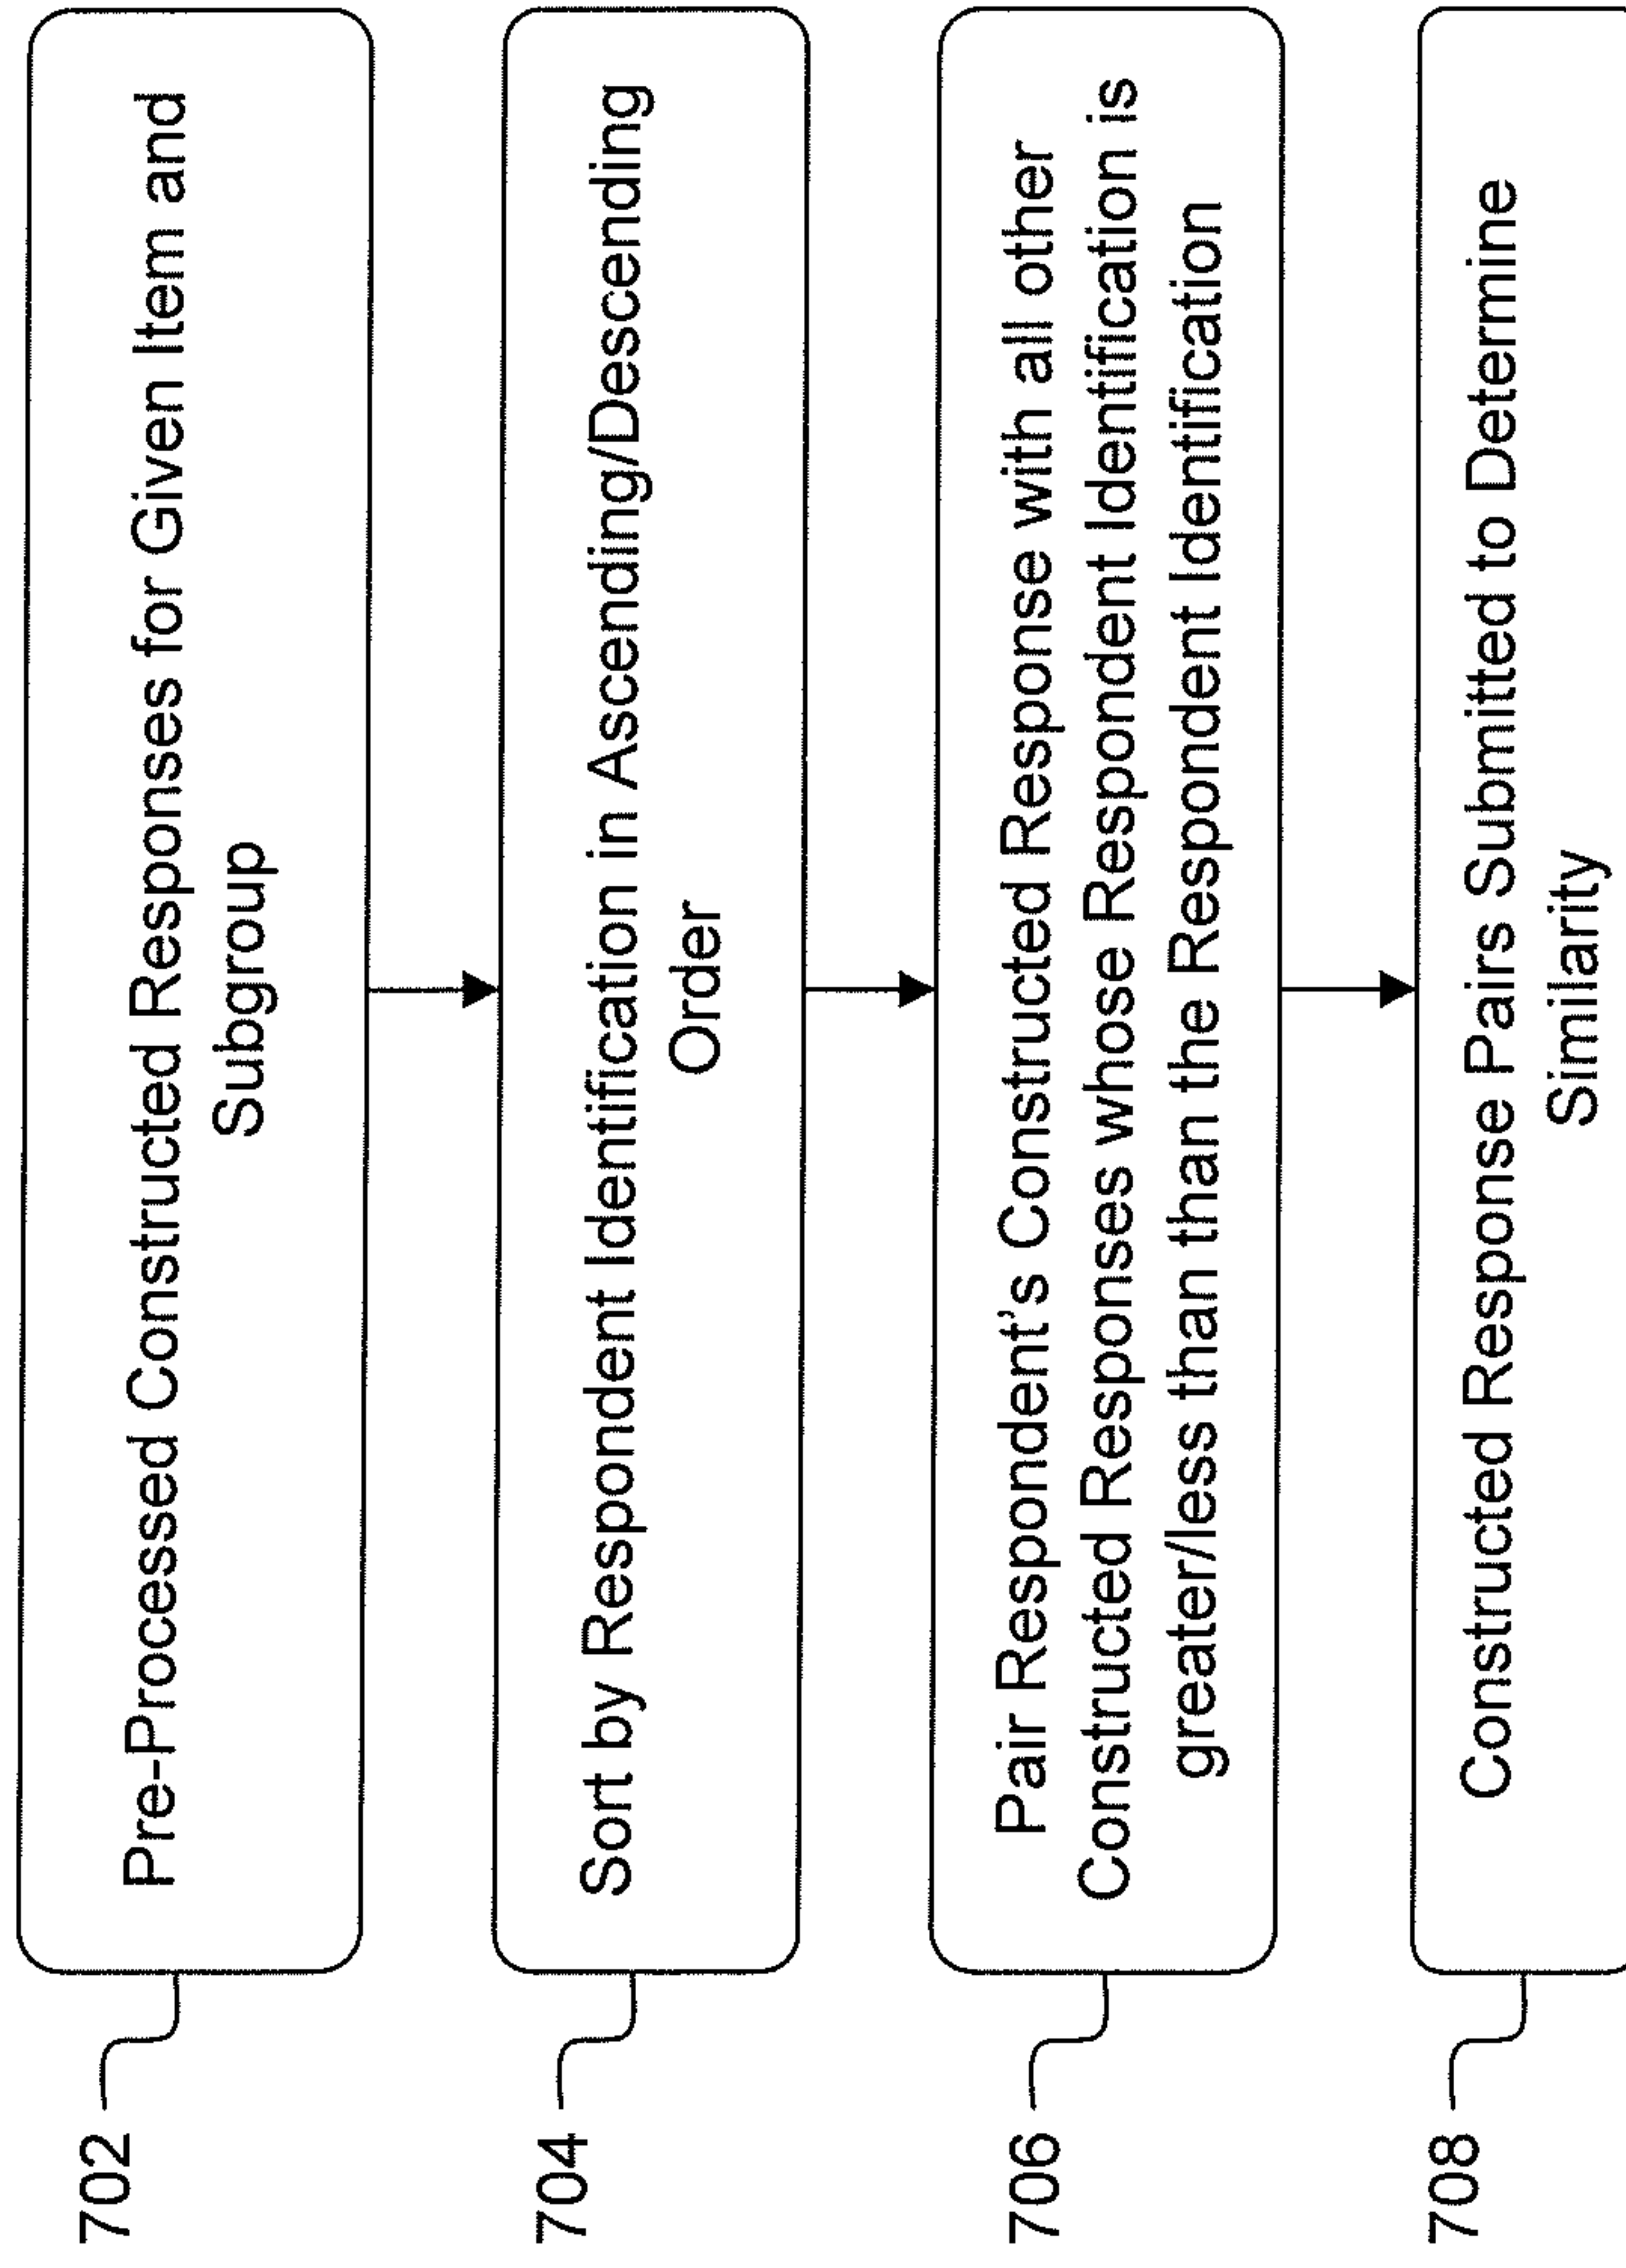 702
Pre-Processed Constructed Responses for Given Item and
Subgroup
704
Sort by Respondent Identification in Ascending/Descending
Order
706
Pair Respondent's Constructed Response with all other
Constructed Responses whose Respondent Identification is
greater/less than the Respondent Identification
708
Constructed Response Pairs Submitted to Determine
Similarity